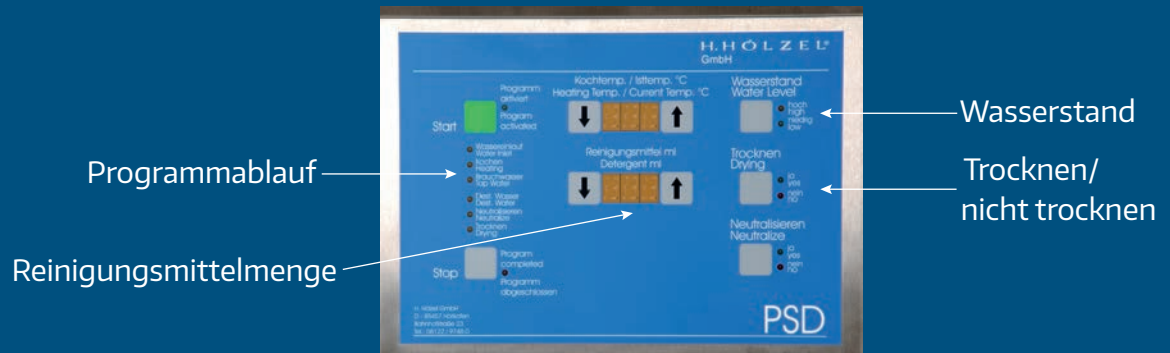 H.HÖLZEL®
GmbH
Kochtemp. / Isttemp. °C
Heating Temp. / Current Temp. °C
Wasserstand
Water Level
hoch
high
niedrig
low
Programm
aktiviert
Program
activated
Start
Wassereinlauf
Water Inlet
Kochen
Heating
Brauchwasser
Tap Water
Dest. Wasser
Dest. Water
Neutralisieren
Neutralize
Trocknen
Drying
Reinigungsmittel ml
Detergent ml
Trocknen
Drying
ja
yes
nein
no
Neutralisieren
Neutralize
ja
yes
nein
no
Stop
Program
completed
Programm
abgeschlossen
H. Hölzel GmbH
PSD
Programmablauf
Reinigungsmittelmenge
Wasserstand
Trocknen/
nicht trocknen